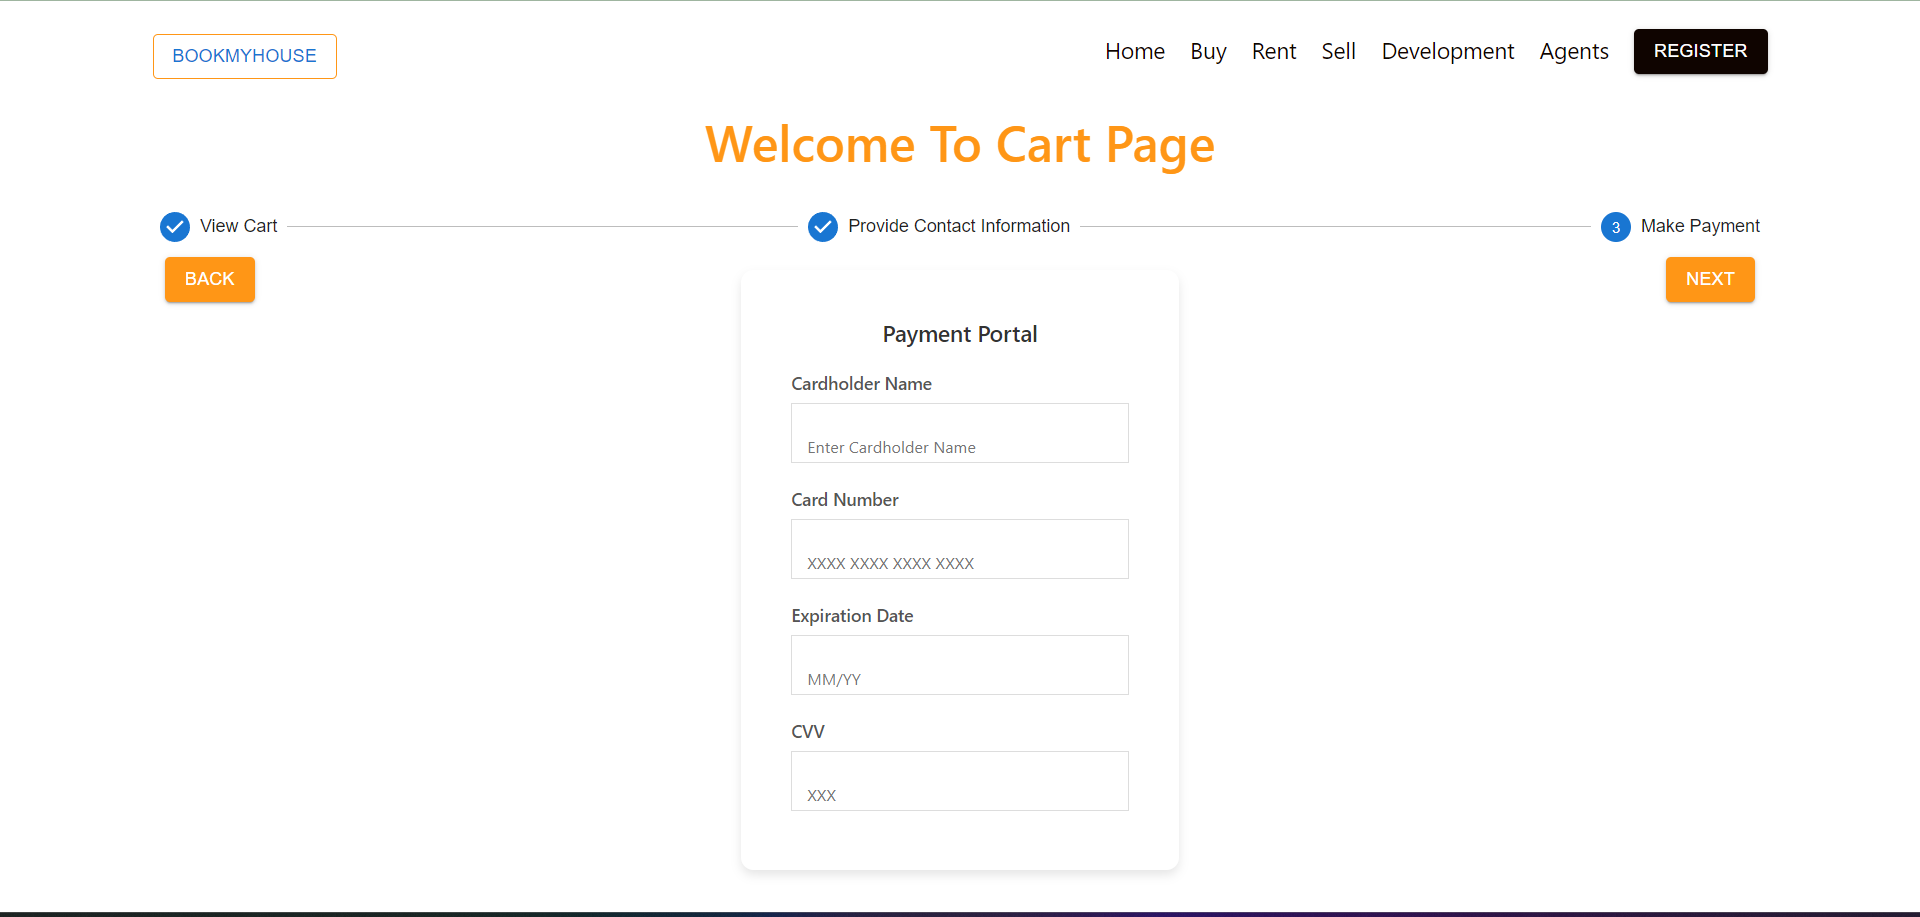 BOOKMYHOUSE
Home Buy Rent Sell Development Agents REGISTER
Welcome To Cart Page
View Cart Provide Contact Information 3 Make Payment
BACK NEXT
Payment Portal
Cardholder Name
Enter Cardholder Name
Card Number
XXXX XXXX XXXX XXXX
Expiration Date
MM/YY
CVV
XXX